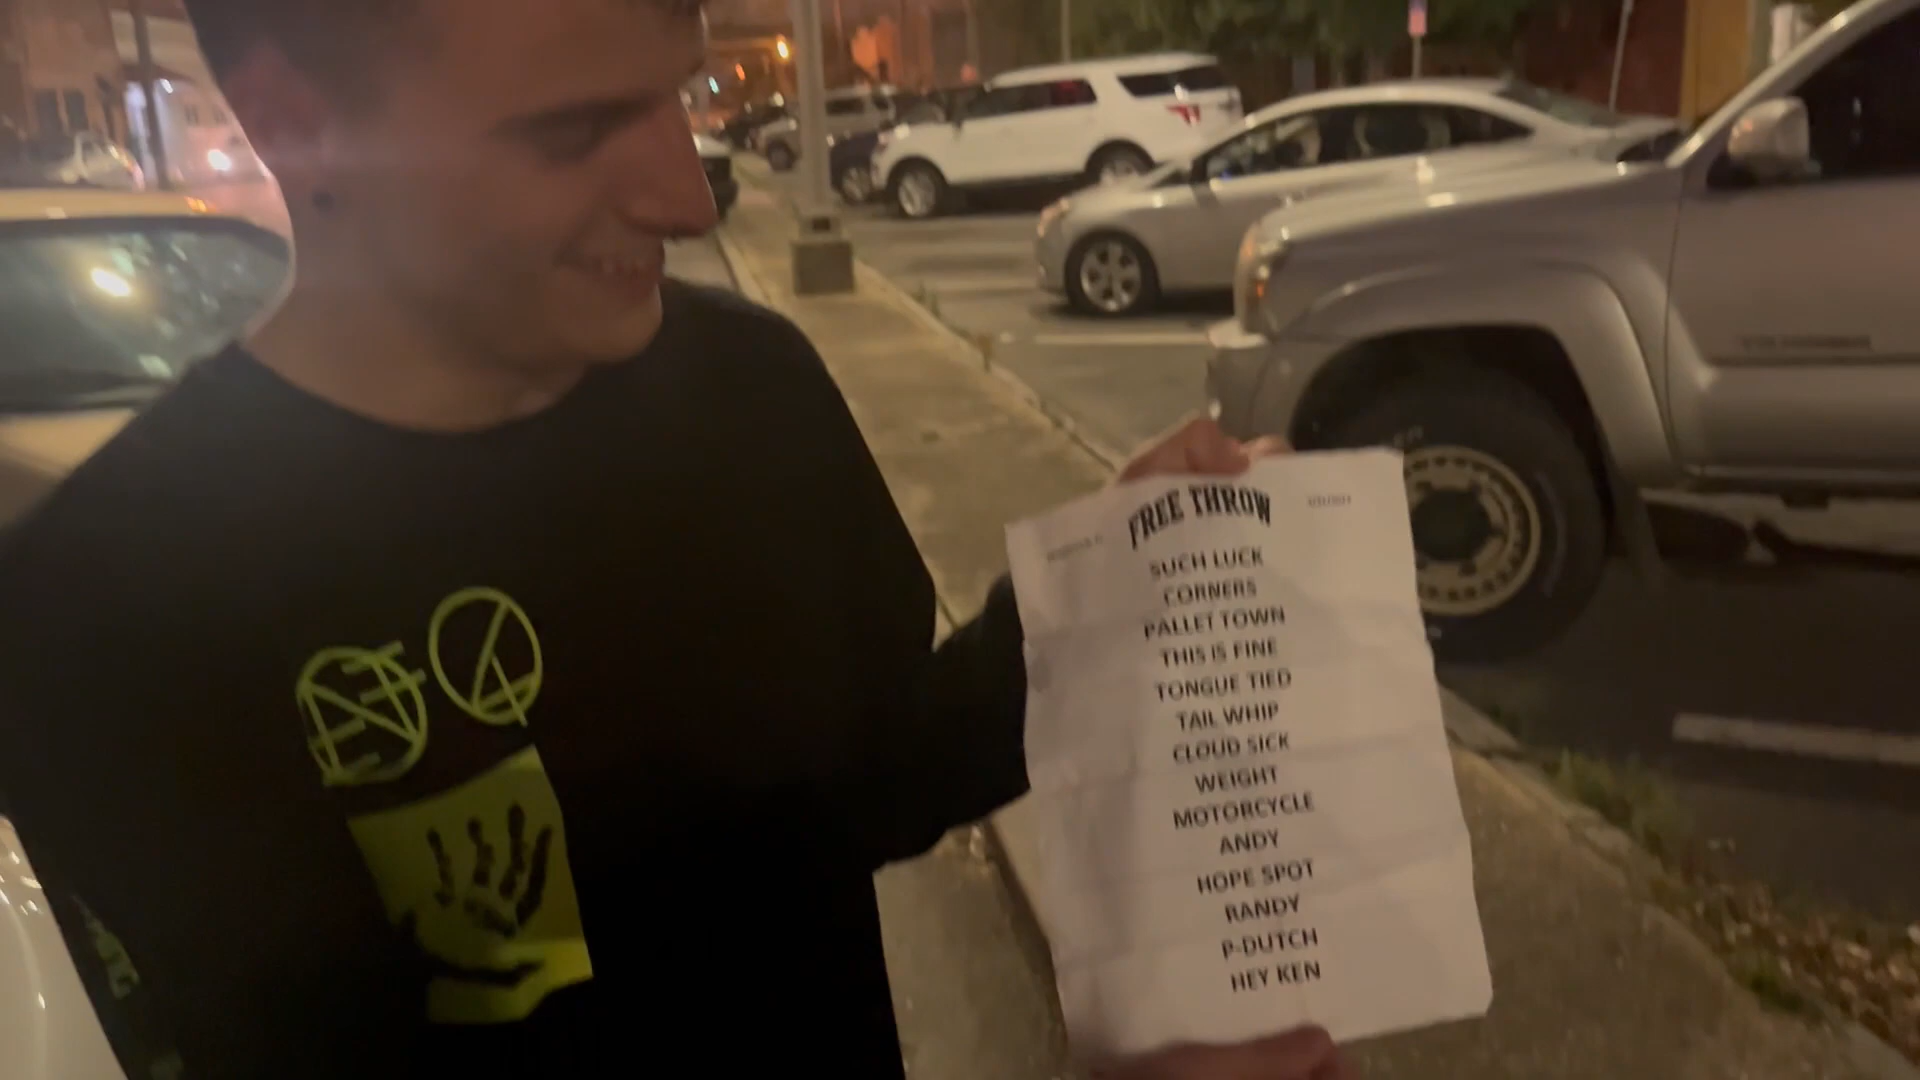 FREE THROW
SUCH LUCK
CORNERS
PALLET TOWN
THIS IS FINE
TONGUE TIED
TAIL WHIP
CLOUD SICK
WEIGHT
MOTORCYCLE
ANDY
HOPE SPOT
RANDY
P-DUTCH
HEY KEN